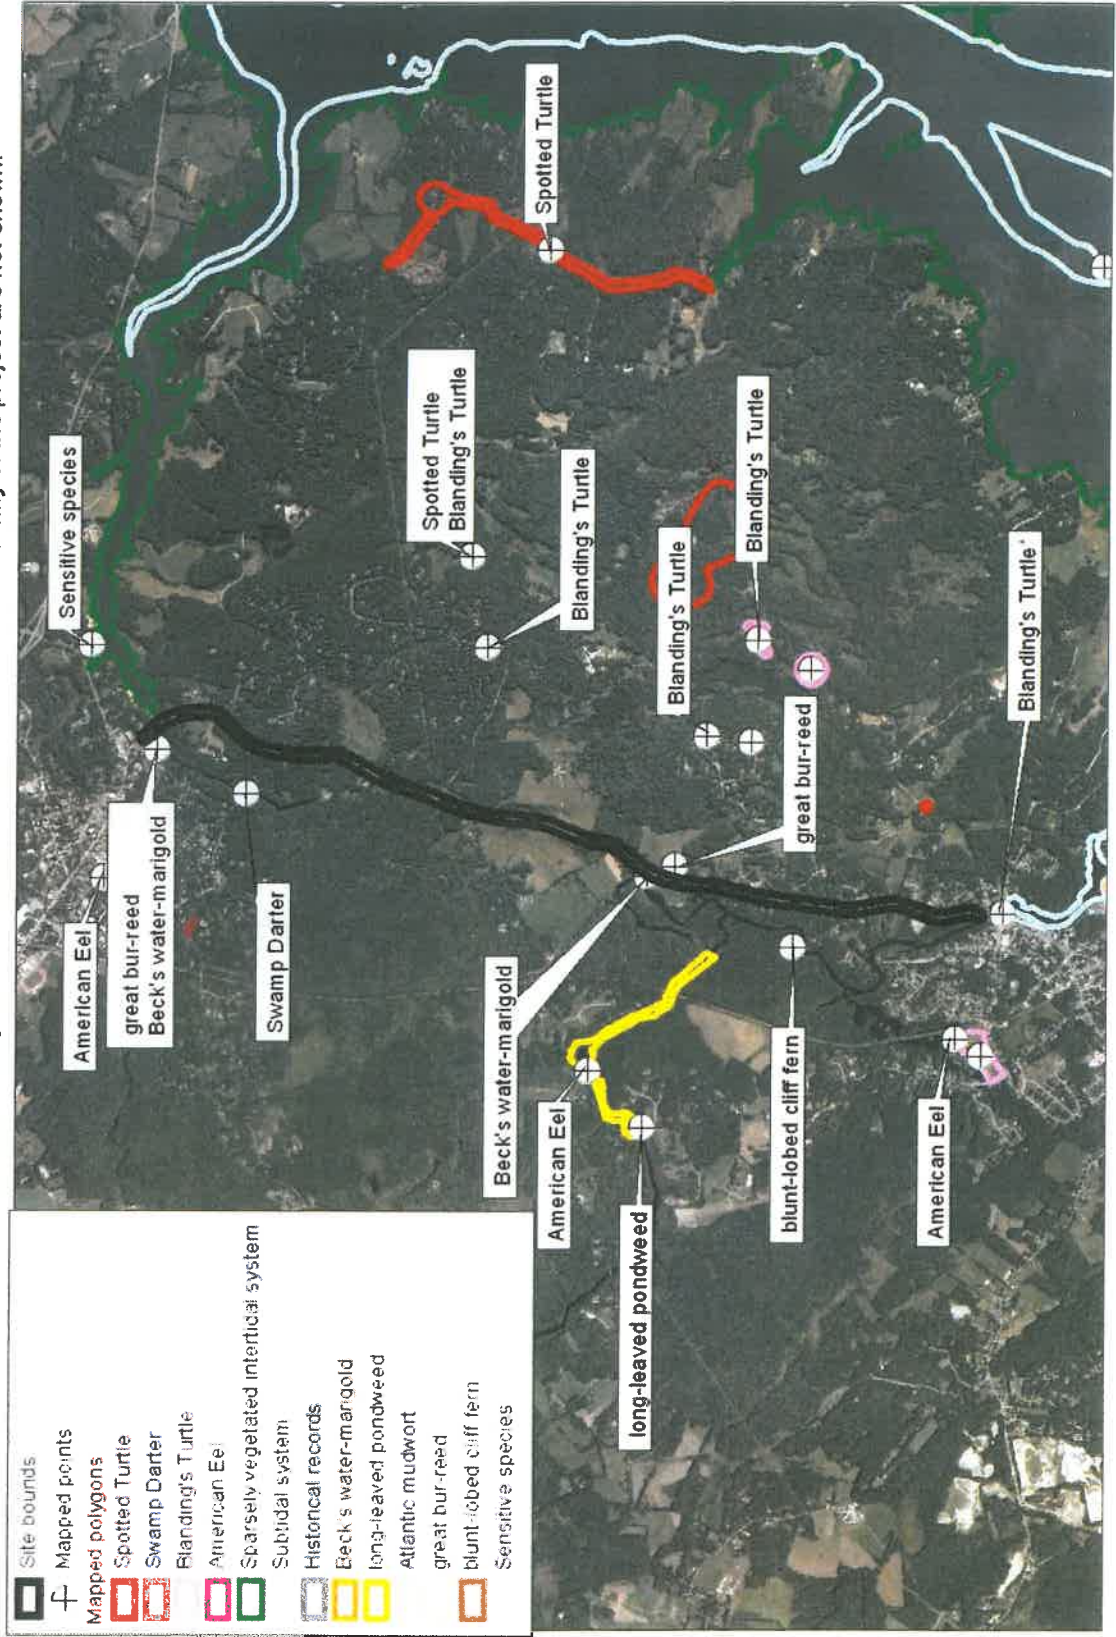 Site bounds
Mapped points
Mapped polygons
Spotted Turtle
Swamp Darter
Blanding's Turtle
American Eel
Sparsely vegetated intertidal system
Subtidal system
Historical records
Beck's water-marigold
long-leaved pondweed
Atlantic mudwort
great bur-reed
blunt-lobed cliff fern
Sensitive species
Sensitive species
American Eel
great bur-reed
Beck's water-marigold
Swamp Darter
Spotted Turtle
Blanding's Turtle
Spotted Turtle
Blanding's Turtle
Beck's water-marigold
American Eel
long-leaved pondweed
Blanding's Turtle
Blanding's Turtle
great bur-reed
blunt-lobed cliff fern
American Eel
Blanding's Turtle